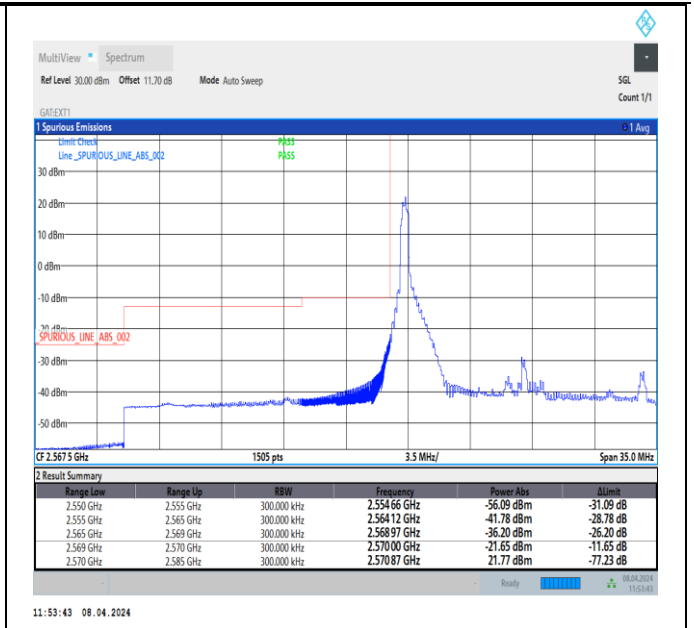 MultiView Spectrum
Ref Level 30.00 dBm Offset 11.70 dB Mode Auto Sweep SGL
Count 1/1
GAT:EXT1
1 Spurious Emissions 1 Avg
Limit Check PASS
Line _SPURIOUS_LINE_ABS_002 PASS
30 dBm
20 dBm
10 dBm
0 dBm
-10 dBm
-20 dBm
_SPURIOUS_LINE_ABS_002
-30 dBm
-40 dBm
-50 dBm
CF 2.567 5 GHz 1505 pts 3.5 MHz/ Span 35.0 MHz
2 Result Summary
Range Low Range Up RBW Frequency Power Abs ΔLimit
2.550 GHz 2.555 GHz 300.000 kHz 2.554 66 GHz -56.09 dBm -31.09 dB
2.555 GHz 2.565 GHz 300.000 kHz 2.564 12 GHz -41.78 dBm -28.78 dB
2.565 GHz 2.569 GHz 300.000 kHz 2.568 97 GHz -36.20 dBm -26.20 dB
2.569 GHz 2.570 GHz 300.000 kHz 2.570 00 GHz -21.65 dBm -11.65 dB
2.570 GHz 2.585 GHz 300.000 kHz 2.570 87 GHz 21.77 dBm -77.23 dB
Ready 08.04.2024
11:53:43
11:53:43 08.04.2024